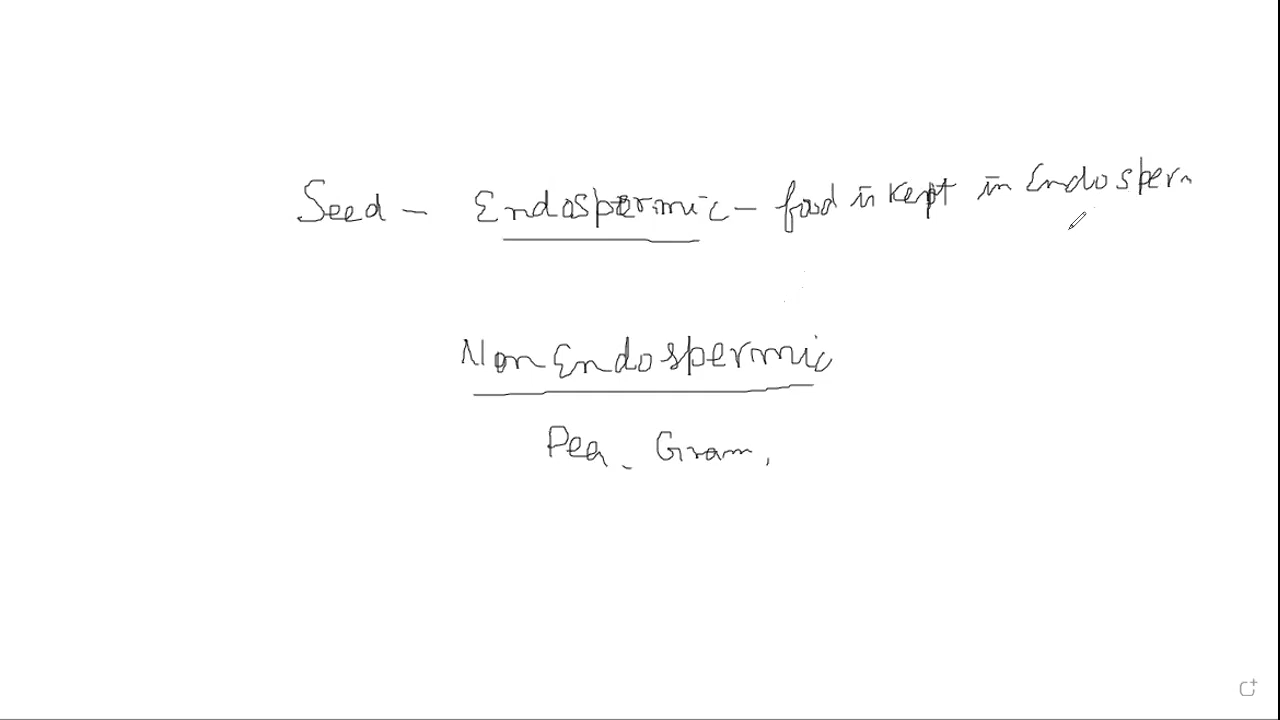 Seed - Endospermic - food is kept in Endosperm
Non Endospermic
Pea, Gram,